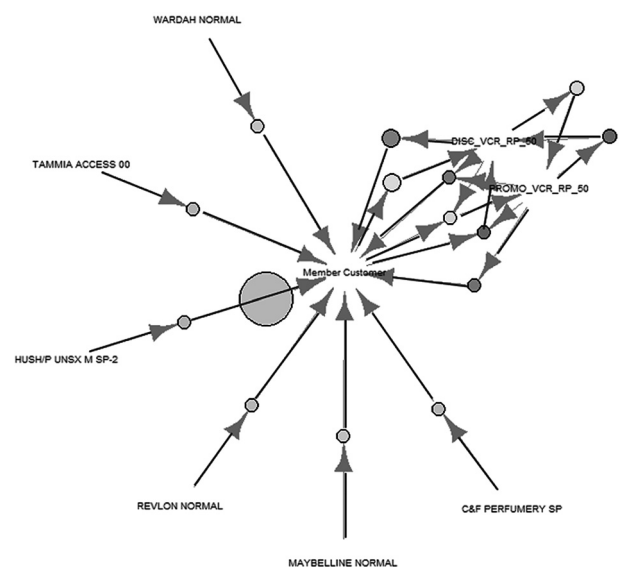 WARDAH NORMAL
DISC_VCR_RP_50
TAMMIA ACCESS 00
PROMO_VCR_RP_50
Member Customer
HUSH/P UNSX M SP-2
REVLON NORMAL
C&F PERFUMERY SP
MAYBELLINE NORMAL